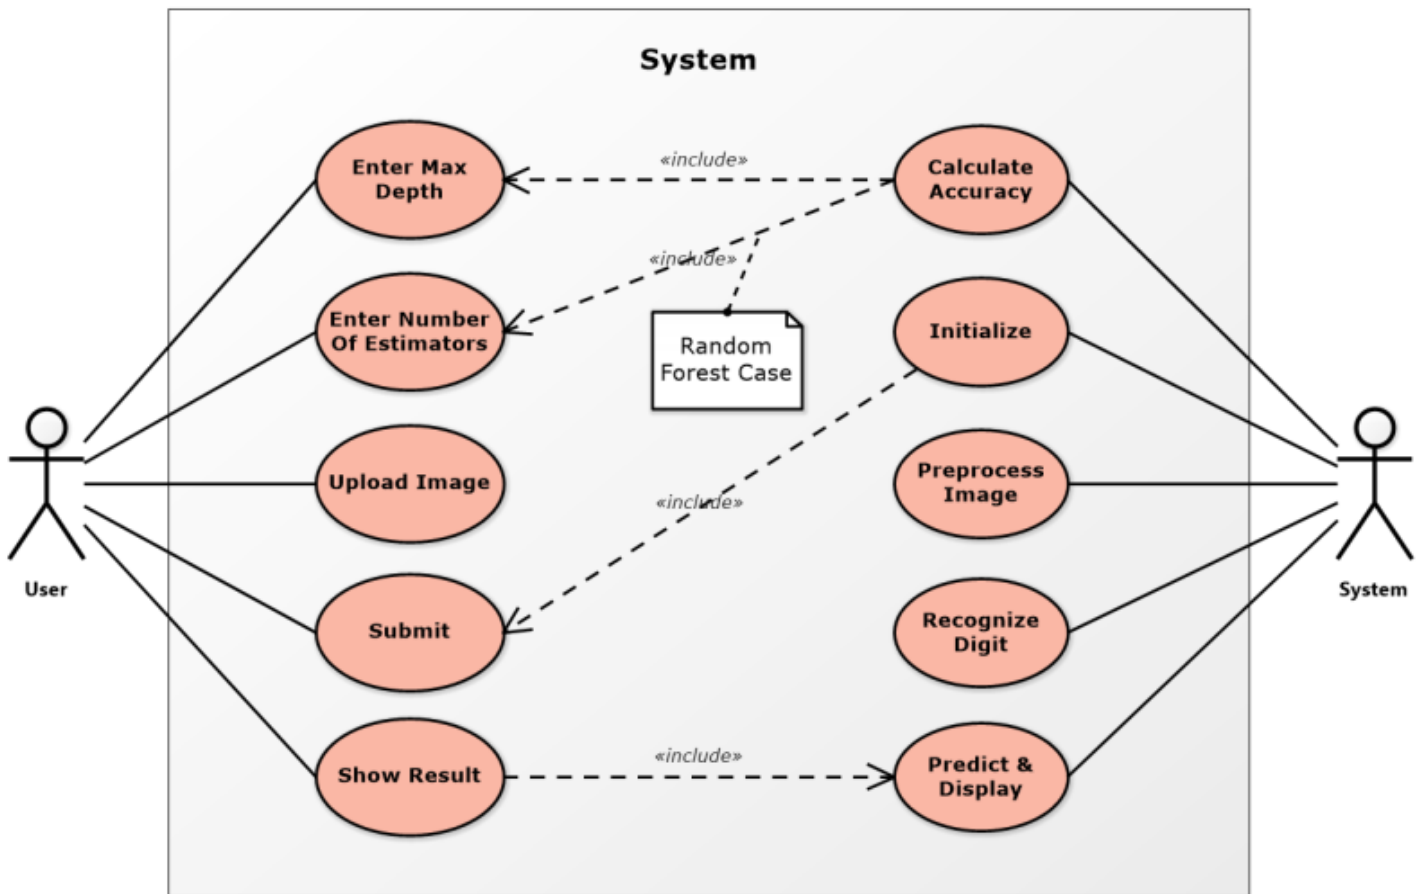 System
Enter Max
Depth
«include»
Calculate
Accuracy
«include»
Enter Number
Of Estimators
Random
Forest Case
Initialize
Upload Image
«include»
Preprocess
Image
User
System
Submit
Recognize
Digit
Show Result
«include»
Predict &
Display